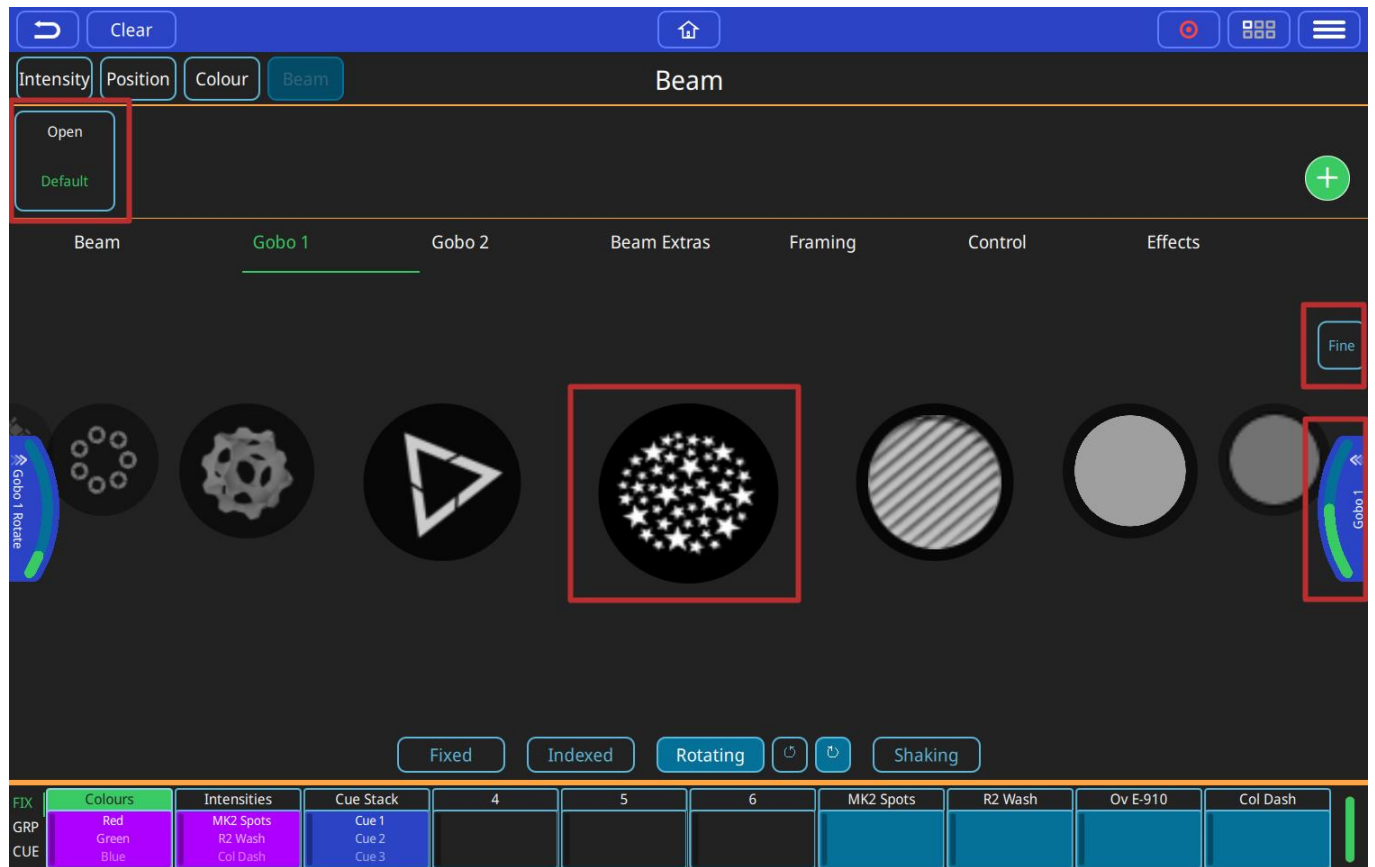 Clear
Intensity Position Colour Beam
Beam
Open
Default
Beam Gobo 1 Gobo 2 Beam Extras Framing Control Effects
Fine
Gobo 1 Rotate
Gobo 1
Fixed Indexed Rotating Shaking
FIX Colours Intensities Cue Stack 4 5 6 MK2 Spots R2 Wash Ov E-910 Col Dash
Red MK2 Spots Cue 1
GRP
Green R2 Wash Cue 2
CUE
Blue Col Dash Cue 3